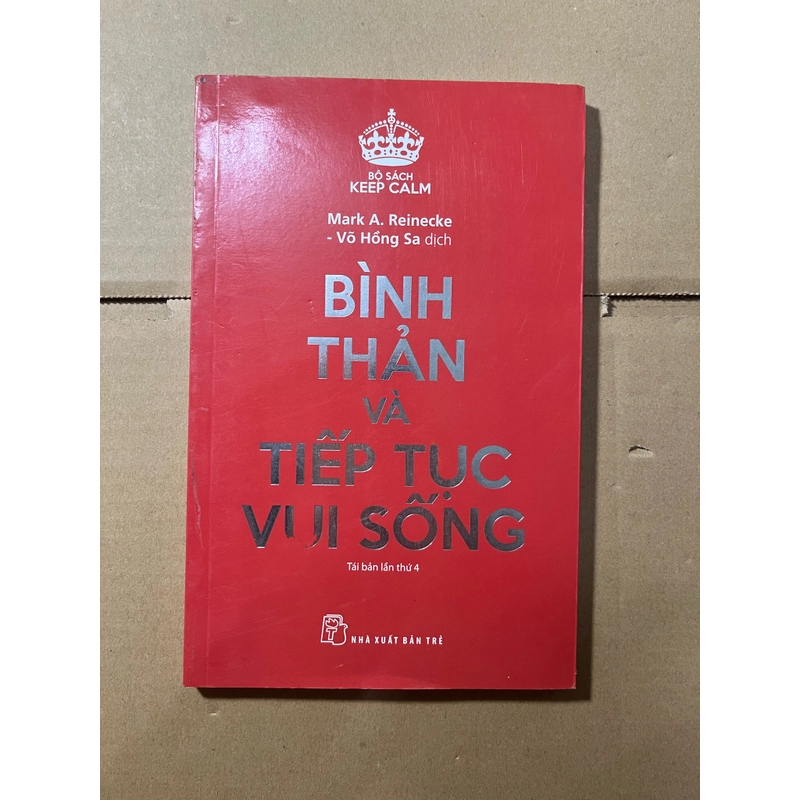 BỘ SÁCH
KEEP CALM
Mark A. Reinecke
- Võ Hồng Sa dịch
BÌNH
THẢN
VÀ
TIẾP TỤC
VUI SỐNG
Tái bản lần thứ 4
NHÀ XUẤT BẢN TRẺ